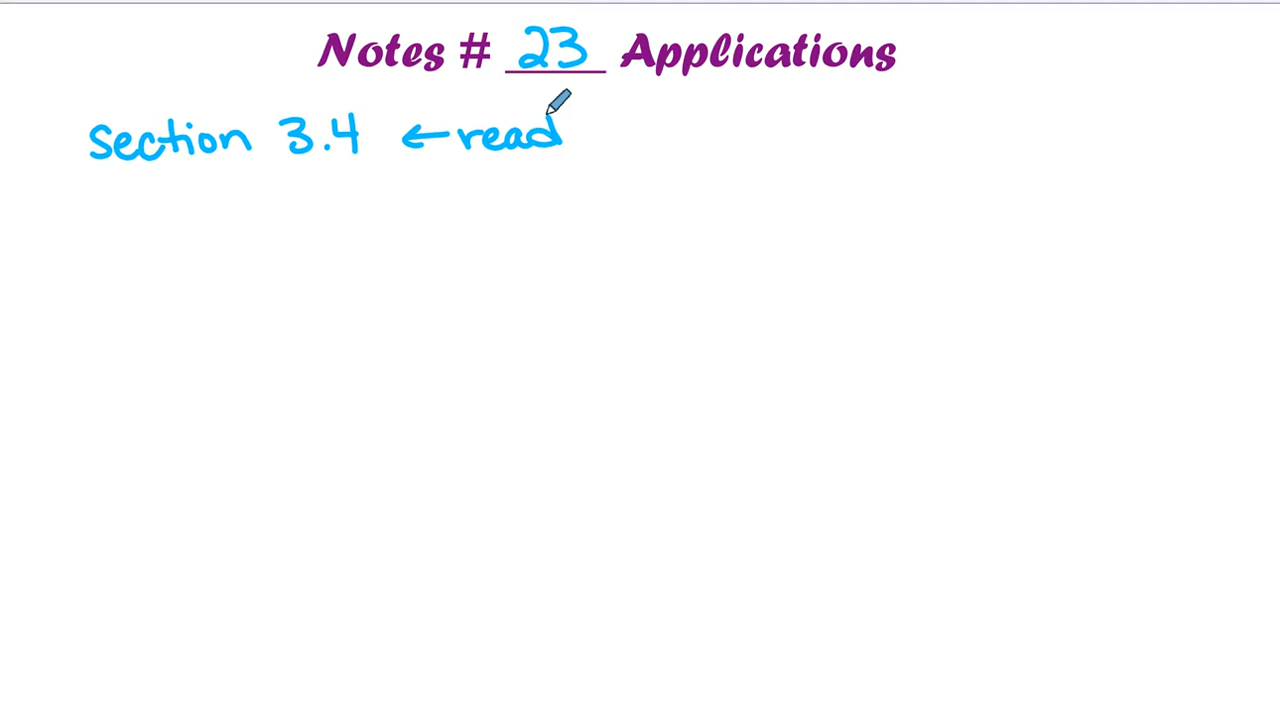 Notes # 23 Applications
Section 3.4 ← read